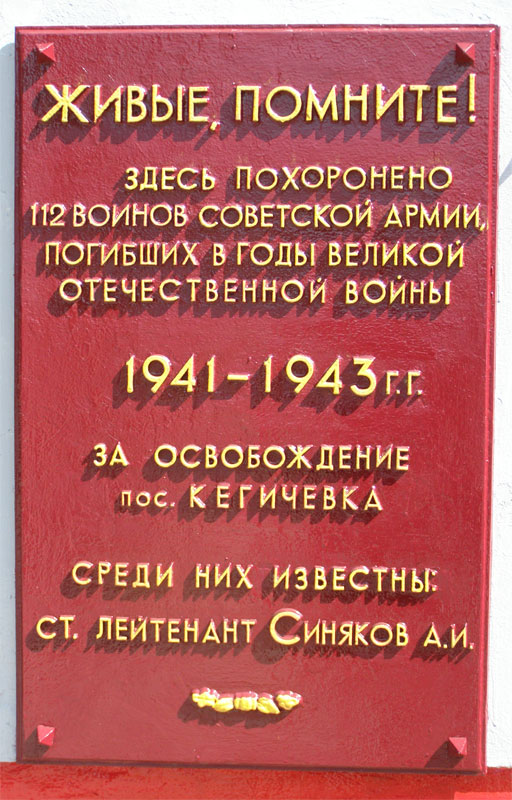 ЖИВЫЕ, ПОМНИТЕ!
ЗДЕСЬ ПОХОРОНЕНО
112 ВОИНОВ СОВЕТСКОЙ АРМИИ,
ПОГИБШИХ В ГОДЫ ВЕЛИКОЙ
ОТЕЧЕСТВЕННОЙ ВОЙНЫ
1941-1943 г.г.
ЗА ОСВОБОЖДЕНИЕ
пос. КЕГИЧЕВКА
СРЕДИ НИХ ИЗВЕСТНЫ:
СТ. ЛЕЙТЕНАНТ СИНЯКОВ А.И.